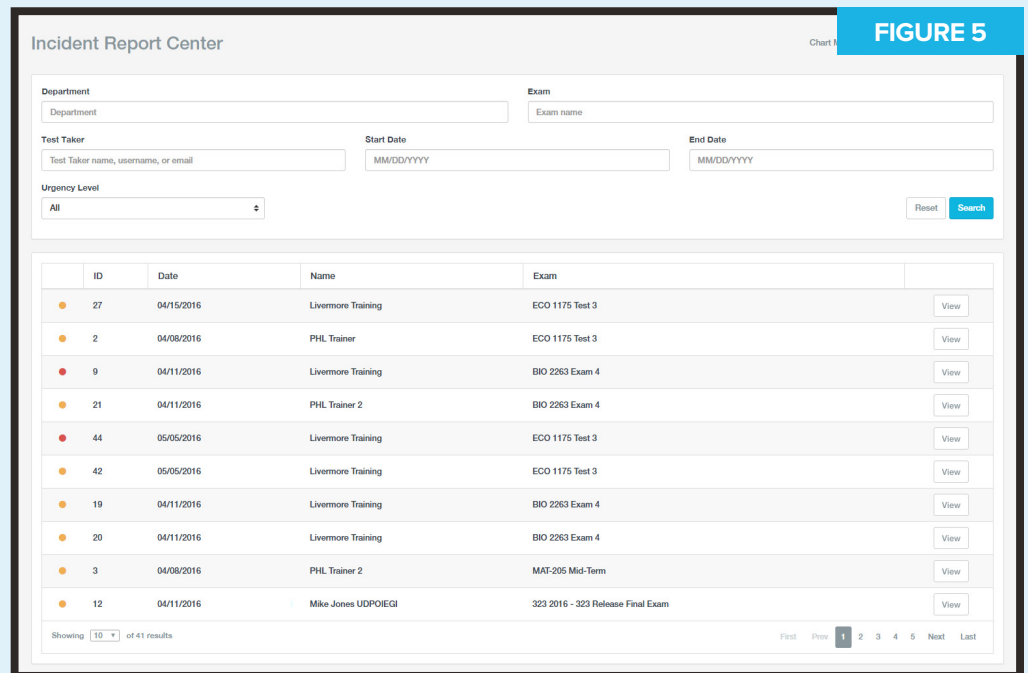 FIGURE 5
Incident Report Center
Chart
Department
Exam
Department
Exam name
Test Taker
Start Date
End Date
Test Taker name, username, or email
MM/DD/YYYY
MM/DD/YYYY
Urgency Level
All
Reset
Search
ID Date Name Exam
27 04/15/2016 Livermore Training ECO 1175 Test 3 View
2 04/08/2016 PHL Trainer ECO 1175 Test 3 View
9 04/11/2016 Livermore Training BIO 2263 Exam 4 View
21 04/11/2016 PHL Trainer 2 BIO 2263 Exam 4 View
44 05/05/2016 Livermore Training ECO 1175 Test 3 View
42 05/05/2016 Livermore Training ECO 1175 Test 3 View
19 04/11/2016 Livermore Training BIO 2263 Exam 4 View
20 04/11/2016 Livermore Training BIO 2263 Exam 4 View
3 04/08/2016 PHL Trainer 2 MAT-205 Mid-Term View
12 04/11/2016 Mike Jones UDPOIEGI 323 2016 - 323 Release Final Exam View
Showing 10 of 41 results First Prev 1 2 3 4 5 Next Last